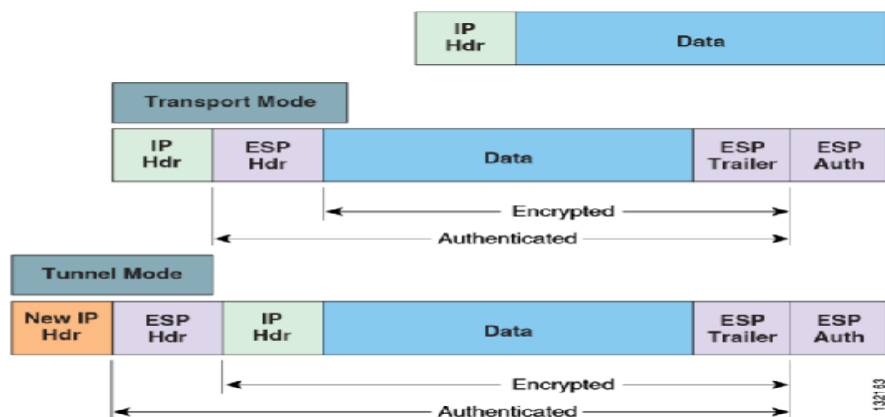 IP Hdr
Data
Transport Mode
IP Hdr
ESP Hdr
Data
ESP Trailer
ESP Auth
Encrypted
Authenticated
Tunnel Mode
New IP Hdr
ESP Hdr
IP Hdr
Data
ESP Trailer
ESP Auth
Encrypted
Authenticated
132163